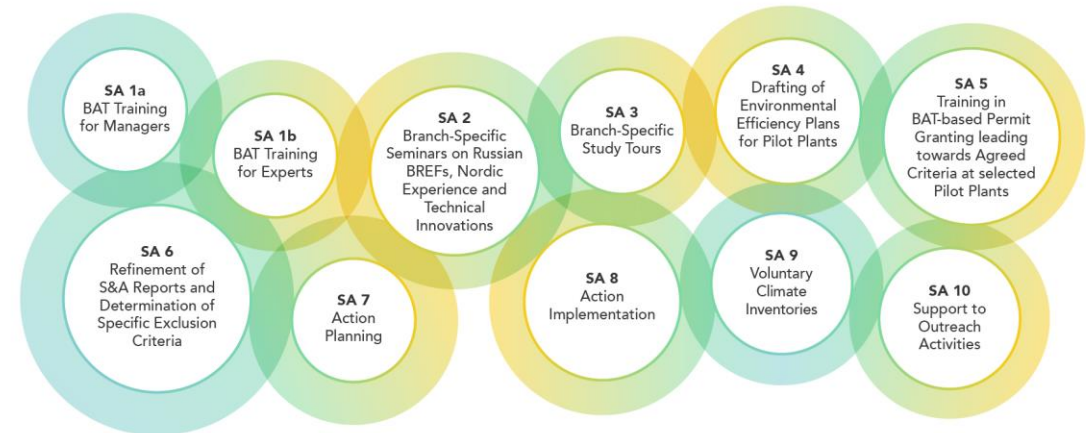 SA 1a
BAT Training
for Managers
SA 1b
BAT Training
for Experts
SA 2
Branch-Specific
Seminars on Russian
BREFs, Nordic
Experience and
Technical
Innovations
SA 3
Branch-Specific
Study Tours
SA 4
Drafting of
Environmental
Efficiency Plans
for Pilot Plants
SA 5
Training in
BAT-based Permit
Granting leading
towards Agreed
Criteria at selected
Pilot Plants
SA 6
Refinement of
S&A Reports and
Determination of
Specific Exclusion
Criteria
SA 7
Action
Planning
SA 8
Action
Implementation
SA 9
Voluntary
Climate
Inventories
SA 10
Support to
Outreach
Activities